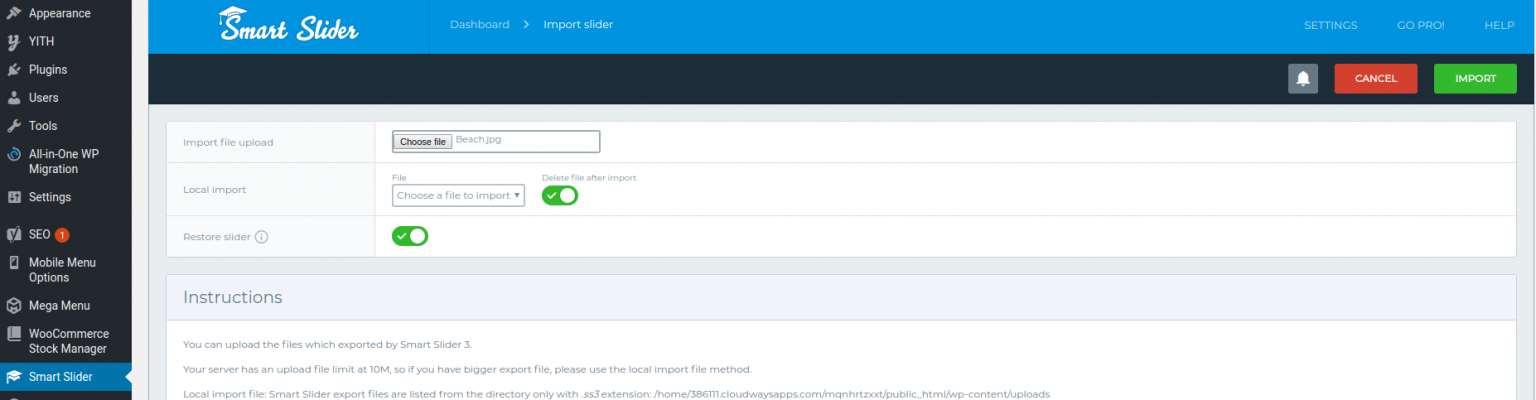 Appearance
YITH
Plugins
Users
Tools
All-in-One WP
Migration
Settings
SEO 1
Mobile Menu
Options
Mega Menu
WooCommerce
Stock Manager
Smart Slider
Smart Slider
Dashboard > Import slider
SETTINGS GO PRO! HELP
CANCEL IMPORT
Import file upload Choose file Beach.jpg
File Delete file after import
Local import Choose a file to import
Restore slider
Instructions
You can upload the files which exported by Smart Slider 3.
Your server has an upload file limit at 10M, so if you have bigger export file, please use the local import file method.
Local import file: Smart Slider export files are listed from the directory only with .ss3 extension: /home/386111.cloudwaysapps.com/mqnhrtzxxt/public_html/wp-content/uploads